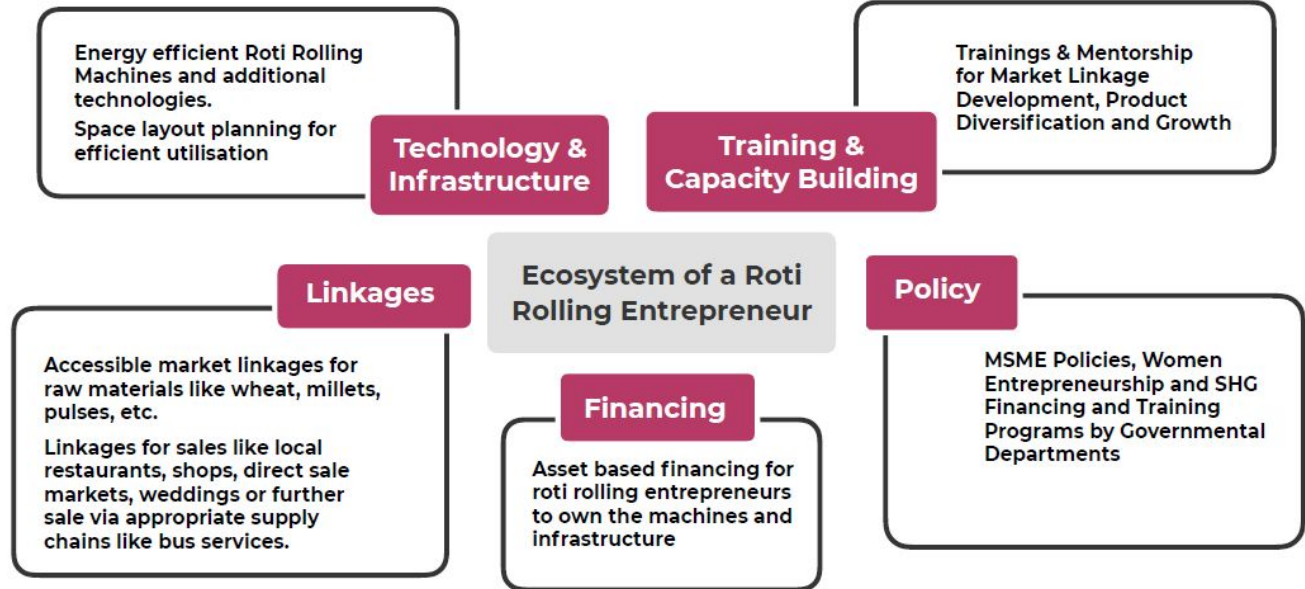 Energy efficient Roti Rolling
Machines and additional
technologies.
Space layout planning for
efficient utilisation
Technology &
Infrastructure
Training &
Capacity Building
Trainings & Mentorship
for Market Linkage
Development, Product
Diversification and Growth
Ecosystem of a Roti
Rolling Entrepreneur
Linkages
Accessible market linkages for
raw materials like wheat, millets,
pulses, etc.
Linkages for sales like local
restaurants, shops, direct sale
markets, weddings or further
sale via appropriate supply
chains like bus services.
Financing
Asset based financing for
roti rolling entrepreneurs
to own the machines and
infrastructure
Policy
MSME Policies, Women
Entrepreneurship and SHG
Financing and Training
Programs by Governmental
Departments